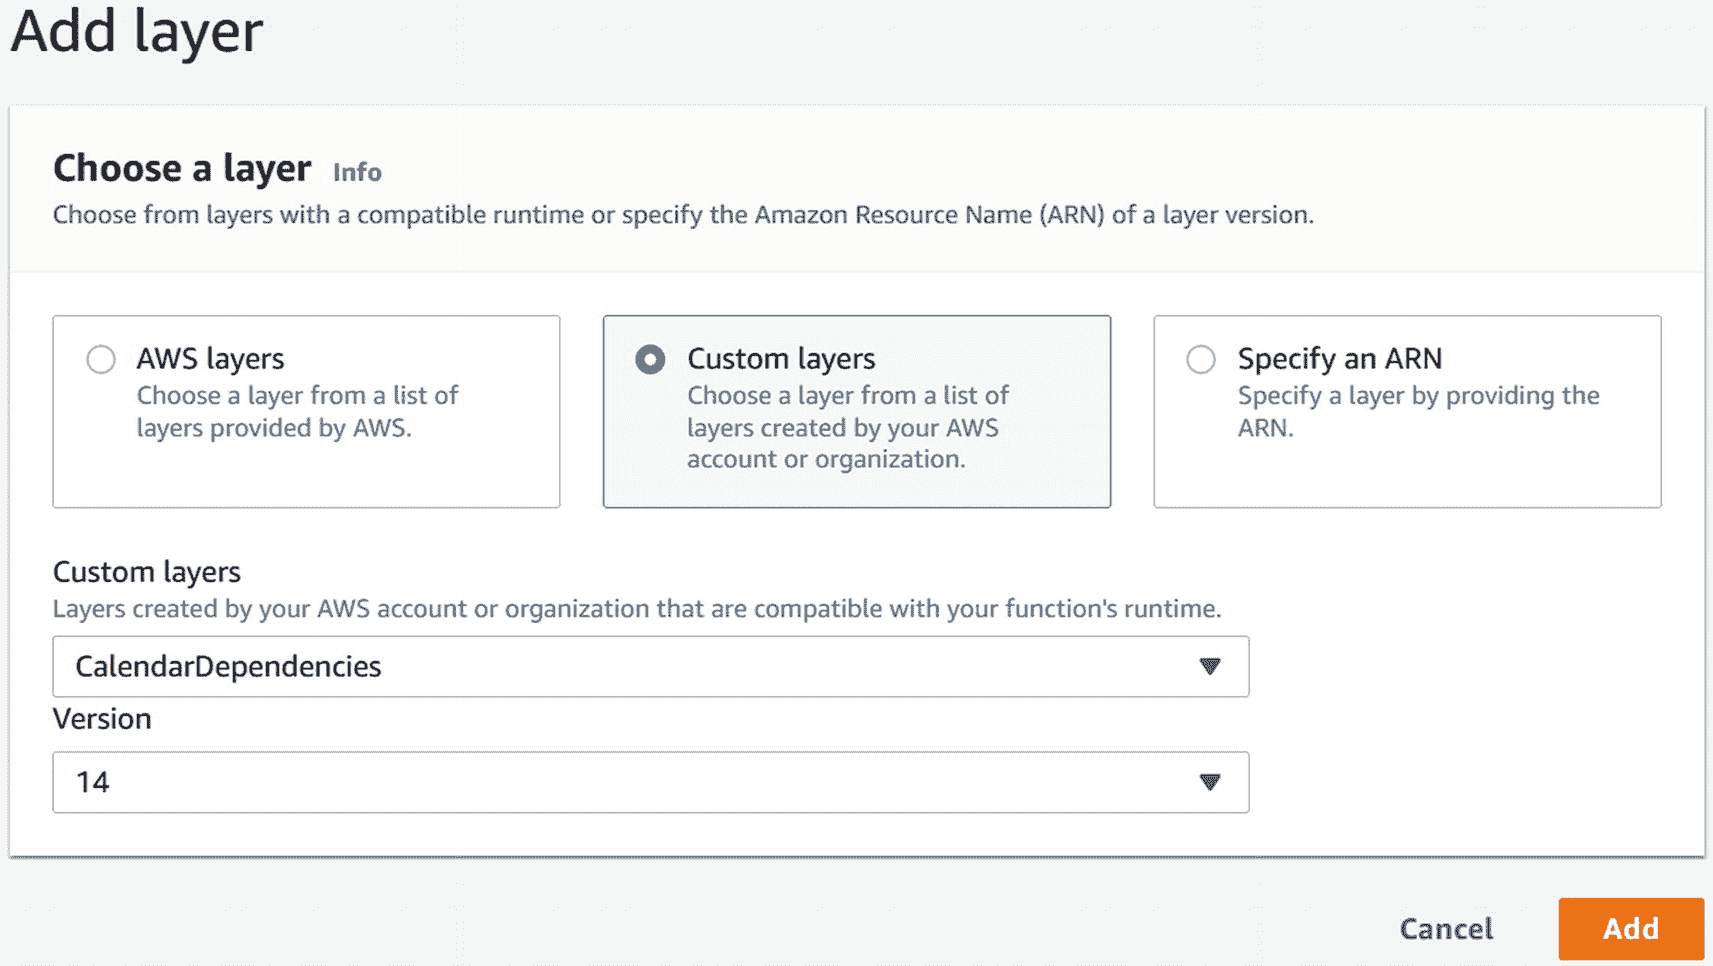 Add layer
Choose a layer Info
Choose from layers with a compatible runtime or specify the Amazon Resource Name (ARN) of a layer version.
AWS layers
Choose a layer from a list of
layers provided by AWS.
Custom layers
Choose a layer from a list of
layers created by your AWS
account or organization.
Specify an ARN
Specify a layer by providing the
ARN.
Custom layers
Layers created by your AWS account or organization that are compatible with your function's runtime.
CalendarDependencies
Version
14
Cancel
Add